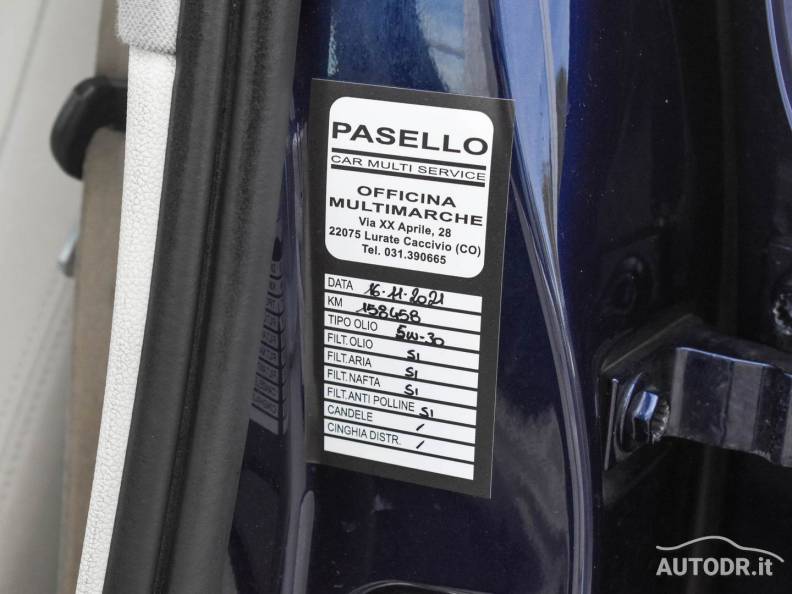 PASELLO
CAR MULTI SERVICE
OFFICINA
MULTIMARCHE
Via XX Aprile, 28
22075 Lurate Caccivio (CO)
Tel. 031.390665
DATA 16-11-2021
KM 158458
TIPO OLIO 5W-30
FILT.OLIO SI
FILT.ARIA SI
FILT.NAFTA SI
FILT.ANTI POLLINE SI
CANDELE /
CINGHIA DISTR. /
AUTODR.it